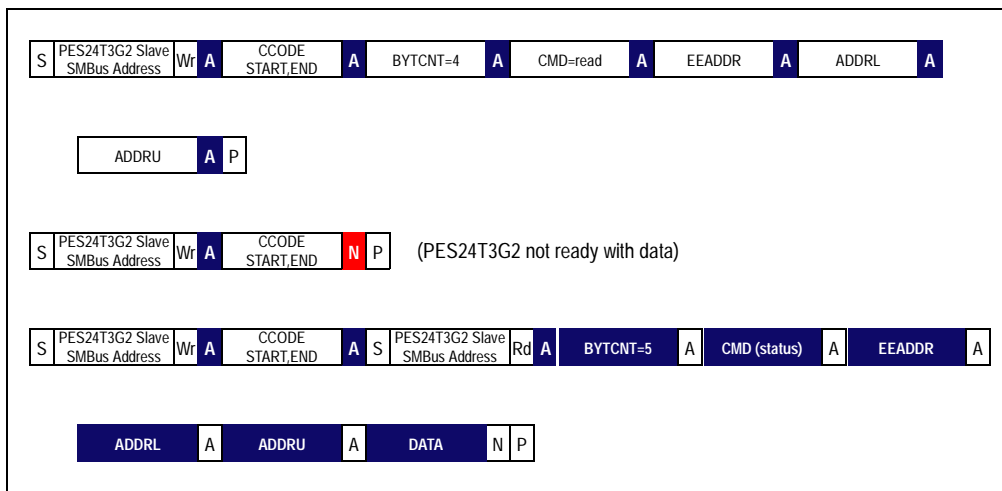 S PES24T3G2 Slave SMBus Address Wr A CCODE START,END A BYTCNT=4 A CMD=read A EEADDR A ADDRL A
ADDRU A P
S PES24T3G2 Slave SMBus Address Wr A CCODE START,END N P (PES24T3G2 not ready with data)
S PES24T3G2 Slave SMBus Address Wr A CCODE START,END A S PES24T3G2 Slave SMBus Address Rd A BYTCNT=5 A CMD (status) A EEADDR A
ADDRL A ADDRU A DATA N P